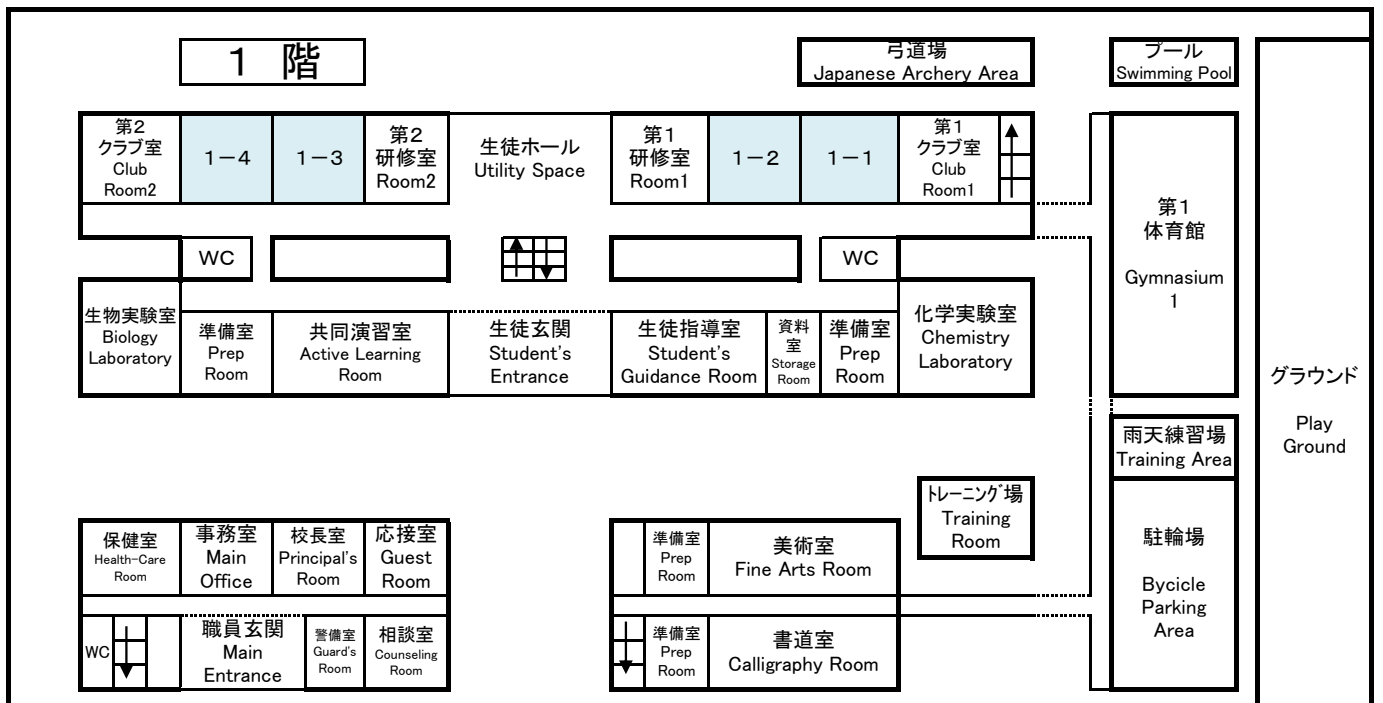 1 階
弓道場
Japanese Archery Area
プール
Swimming Pool
第2
クラブ室
Club
Room2
1-4
1-3
第2
研修室
Room2
生徒ホール
Utility Space
第1
研修室
Room1
1-2
1-1
第1
クラブ室
Club
Room1
第1
体育館
Gymnasium
1
グラウンド
Play
Ground
WC
WC
生物実験室
Biology
Laboratory
準備室
Prep
Room
共同演習室
Active Learning
Room
生徒玄関
Student's
Entrance
生徒指導室
Student's
Guidance Room
資料
室
Storage
Room
準備室
Prep
Room
化学実験室
Chemistry
Laboratory
雨天練習場
Training Area
トレーニング場
Training
Room
保健室
Health-Care
Room
事務室
Main
Office
校長室
Principal's
Room
応接室
Guest
Room
準備室
Prep
Room
美術室
Fine Arts Room
駐輪場
Bycicle
Parking
Area
WC
職員玄関
Main
Entrance
警備室
Guard's
Room
相談室
Counseling
Room
準備室
Prep
Room
書道室
Calligraphy Room